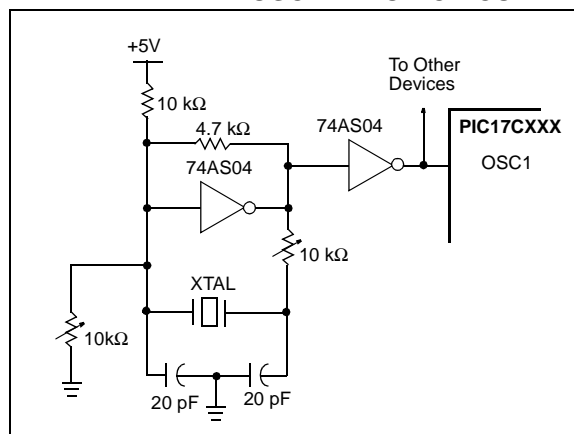 +5V
10 kΩ
4.7 kΩ
74AS04
74AS04
To Other
Devices
PIC17CXXX
OSC1
10 kΩ
XTAL
10kΩ
20 pF
20 pF